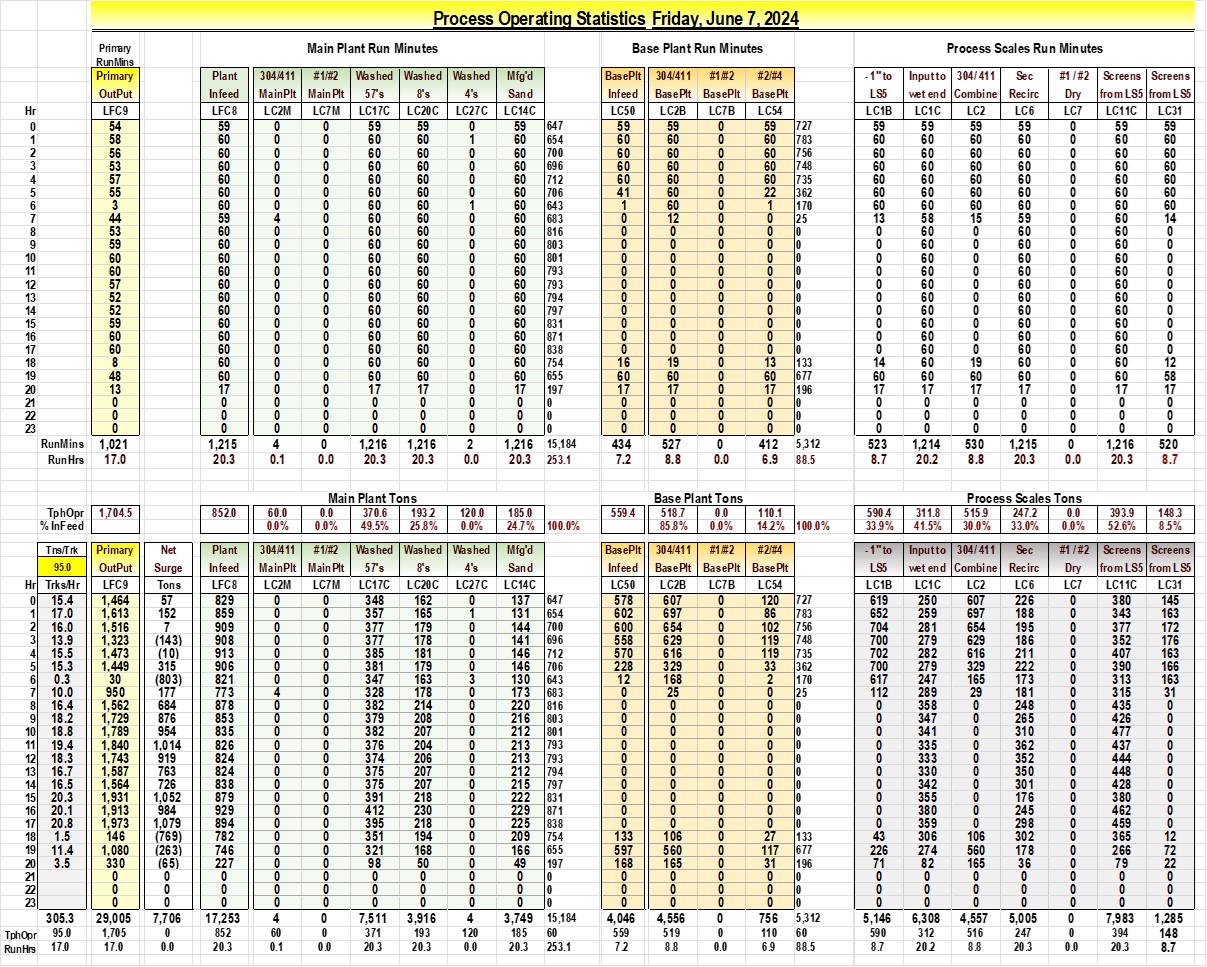 Process Operating Statistics Friday, June 7, 2024
Primary Main Plant Run Minutes Base Plant Run Minutes Process Scales Run Minutes
RunMins
Primary Plant 304/411 #1/#2 Washed Washed Washed Mfg'd BasePlt 304/411 #1/#2 #2/#4 - 1" to Input to 304/ 411 Sec #1 / #2 Screens Screens
OutPut Infeed MainPlt MainPlt 57's 8's 4's Sand Infeed BasePlt BasePlt BasePlt LS5 wet end Combine Recirc Dry from LS5 from LS5
Hr LFC9 LFC8 LC2M LC7M LC17C LC20C LC27C LC14C LC50 LC2B LC7B LC54 LC1B LC1C LC2 LC6 LC7 LC11C LC31
0 54 59 0 0 59 59 0 59 647 59 59 0 59 727 59 59 59 59 0 59 59
1 58 60 0 0 60 60 1 60 654 60 60 0 60 783 60 60 60 60 0 60 60
2 56 60 0 0 60 60 0 60 700 60 60 0 60 756 60 60 60 60 0 60 60
3 53 60 0 0 60 60 0 60 696 60 60 0 60 748 60 60 60 60 0 60 60
4 57 60 0 0 60 60 0 60 712 60 60 0 60 735 60 60 60 60 0 60 60
5 55 60 0 0 60 60 0 60 706 41 60 0 22 362 60 60 60 60 0 60 60
6 3 60 0 0 60 60 1 60 643 1 60 0 1 170 60 60 60 60 0 60 60
7 44 59 4 0 60 60 0 60 683 0 12 0 0 25 13 58 15 59 0 60 14
8 53 60 0 0 60 60 0 60 816 0 0 0 0 0 0 60 0 60 0 60 0
9 59 60 0 0 60 60 0 60 803 0 0 0 0 0 0 60 0 60 0 60 0
10 60 60 0 0 60 60 0 60 801 0 0 0 0 0 0 60 0 60 0 60 0
11 60 60 0 0 60 60 0 60 793 0 0 0 0 0 0 60 0 60 0 60 0
12 57 60 0 0 60 60 0 60 793 0 0 0 0 0 0 60 0 60 0 60 0
13 52 60 0 0 60 60 0 60 794 0 0 0 0 0 0 60 0 60 0 60 0
14 52 60 0 0 60 60 0 60 797 0 0 0 0 0 0 60 0 60 0 60 0
15 59 60 0 0 60 60 0 60 831 0 0 0 0 0 0 60 0 60 0 60 0
16 60 60 0 0 60 60 0 60 871 0 0 0 0 0 0 60 0 60 0 60 0
17 60 60 0 0 60 60 0 60 838 0 0 0 0 0 0 60 0 60 0 60 0
18 8 60 0 0 60 60 0 60 754 16 19 0 13 133 14 60 19 60 0 60 12
19 48 60 0 0 60 60 0 60 655 60 60 0 60 677 60 60 60 60 0 60 58
20 13 17 0 0 17 17 0 17 197 17 17 0 17 196 17 17 17 17 0 17 17
21 0 0 0 0 0 0 0 0 0 0 0 0 0 0 0 0 0 0 0 0 0
22 0 0 0 0 0 0 0 0 0 0 0 0 0 0 0 0 0 0 0 0 0
23 0 0 0 0 0 0 0 0 0 0 0 0 0 0 0 0 0 0 0 0 0
RunMins 1,021 1,215 4 0 1,216 1,216 2 1,216 15,184 434 527 0 412 5,312 523 1,214 530 1,215 0 1,216 520
RunHrs 17.0 20.3 0.1 0.0 20.3 20.3 0.0 20.3 253.1 7.2 8.8 0.0 6.9 88.5 8.7 20.2 8.8 20.3 0.0 20.3 8.7
Main Plant Tons Base Plant Tons Process Scales Tons
TphOpr 1,704.5 852.0 60.0 0.0 370.6 193.2 120.0 185.0 559.4 518.7 0.0 110.1 590.4 311.8 515.9 247.2 0.0 393.9 148.3
% InFeed 0.0% 0.0% 49.5% 25.8% 0.0% 24.7% 100.0% 85.8% 0.0% 14.2% 100.0% 33.9% 41.5% 30.0% 33.0% 0.0% 52.6% 8.5%
Tns/Trk Primary Net Plant 304/411 #1/#2 Washed Washed Washed Mfg'd BasePlt 304/411 #1/#2 #2/#4 - 1" to Input to 304/ 411 Sec #1 / #2 Screens Screens
95.0 OutPut Surge Infeed MainPlt MainPlt 57's 8's 4's Sand Infeed BasePlt BasePlt BasePlt LS5 wet end Combine Recirc Dry from LS5 from LS5
Hr Trks/Hr LFC9 Tons LFC8 LC2M LC7M LC17C LC20C LC27C LC14C LC50 LC2B LC7B LC54 LC1B LC1C LC2 LC6 LC7 LC11C LC31
0 15.4 1,464 57 829 0 0 348 162 0 137 647 578 607 0 120 727 619 250 607 226 0 380 145
1 17.0 1,613 152 859 0 0 357 165 1 131 654 602 697 0 86 783 652 259 697 188 0 343 163
2 16.0 1,516 7 909 0 0 377 179 0 144 700 600 654 0 102 756 704 281 654 195 0 377 172
3 13.9 1,323 (143) 908 0 0 377 178 0 141 696 558 629 0 119 748 700 279 629 186 0 352 176
4 15.5 1,473 (10) 913 0 0 385 181 0 146 712 570 616 0 119 735 702 282 616 211 0 407 163
5 15.3 1,449 315 906 0 0 381 179 0 146 706 228 329 0 33 362 700 279 329 222 0 390 166
6 0.3 30 (803) 821 0 0 347 163 3 130 643 12 168 0 2 170 617 247 165 173 0 313 163
7 10.0 950 177 773 4 0 328 178 0 173 683 0 25 0 0 25 112 289 29 181 0 315 31
8 16.4 1,562 684 878 0 0 382 214 0 220 816 0 0 0 0 0 0 358 0 248 0 435 0
9 18.2 1,729 876 853 0 0 379 208 0 216 803 0 0 0 0 0 0 347 0 265 0 426 0
10 18.8 1,789 954 835 0 0 382 207 0 212 801 0 0 0 0 0 0 341 0 310 0 477 0
11 19.4 1,840 1,014 826 0 0 376 204 0 213 793 0 0 0 0 0 0 335 0 362 0 437 0
12 18.3 1,743 919 824 0 0 374 206 0 213 793 0 0 0 0 0 0 333 0 352 0 444 0
13 16.7 1,587 763 824 0 0 375 207 0 212 794 0 0 0 0 0 0 330 0 350 0 448 0
14 16.5 1,564 726 838 0 0 375 207 0 215 797 0 0 0 0 0 0 342 0 301 0 428 0
15 20.3 1,931 1,052 879 0 0 391 218 0 222 831 0 0 0 0 0 0 355 0 176 0 380 0
16 20.1 1,913 984 929 0 0 412 230 0 229 871 0 0 0 0 0 0 380 0 245 0 462 0
17 20.8 1,973 1,079 894 0 0 395 218 0 225 838 0 0 0 0 0 0 359 0 298 0 459 0
18 1.5 146 (769) 782 0 0 351 194 0 209 754 133 106 0 27 133 43 306 106 302 0 365 12
19 11.4 1,080 (263) 746 0 0 321 168 0 166 655 597 560 0 117 677 226 274 560 178 0 266 72
20 3.5 330 (65) 227 0 0 98 50 0 49 197 168 165 0 31 196 71 82 165 36 0 79 22
21 0 0 0 0 0 0 0 0 0 0 0 0 0 0 0 0 0 0 0 0 0 0
22 0 0 0 0 0 0 0 0 0 0 0 0 0 0 0 0 0 0 0 0 0 0
23 0 0 0 0 0 0 0 0 0 0 0 0 0 0 0 0 0 0 0 0 0 0
305.3 29,005 7,706 17,253 4 0 7,511 3,916 4 3,749 15,184 4,046 4,556 0 756 5,312 5,146 6,308 4,557 5,005 0 7,983 1,285
TphOpr 95.0 1,705 0 852 60 0 371 193 120 185 60 559 519 0 110 60 590 312 516 247 0 394 148
RunHrs 17.0 17.0 0.0 20.3 0.1 0.0 20.3 20.3 0.0 20.3 253.1 7.2 8.8 0.0 6.9 88.5 8.7 20.2 8.8 20.3 0.0 20.3 8.7